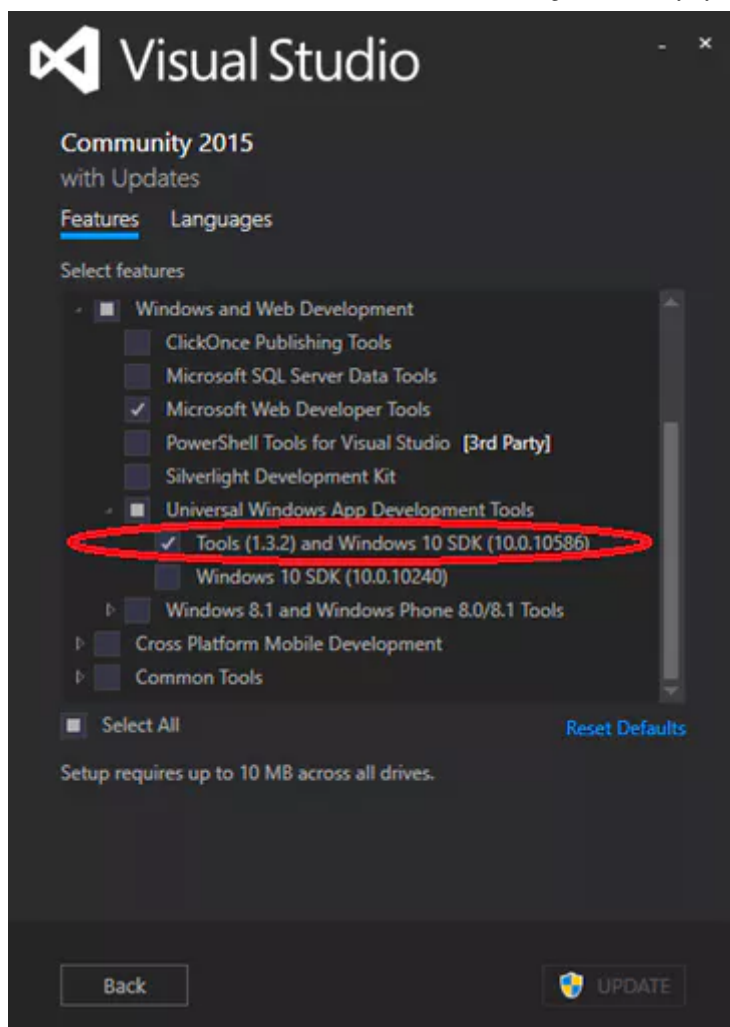 Visual Studio
Community 2015
with Updates
Features Languages
Select features
Windows and Web Development
ClickOnce Publishing Tools
Microsoft SQL Server Data Tools
Microsoft Web Developer Tools
PowerShell Tools for Visual Studio [3rd Party]
Silverlight Development Kit
Universal Windows App Development Tools
Tools (1.3.2) and Windows 10 SDK (10.0.10586)
Windows 10 SDK (10.0.10240)
Windows 8.1 and Windows Phone 8.0/8.1 Tools
Cross Platform Mobile Development
Common Tools
Select All Reset Defaults
Setup requires up to 10 MB across all drives.
Back UPDATE